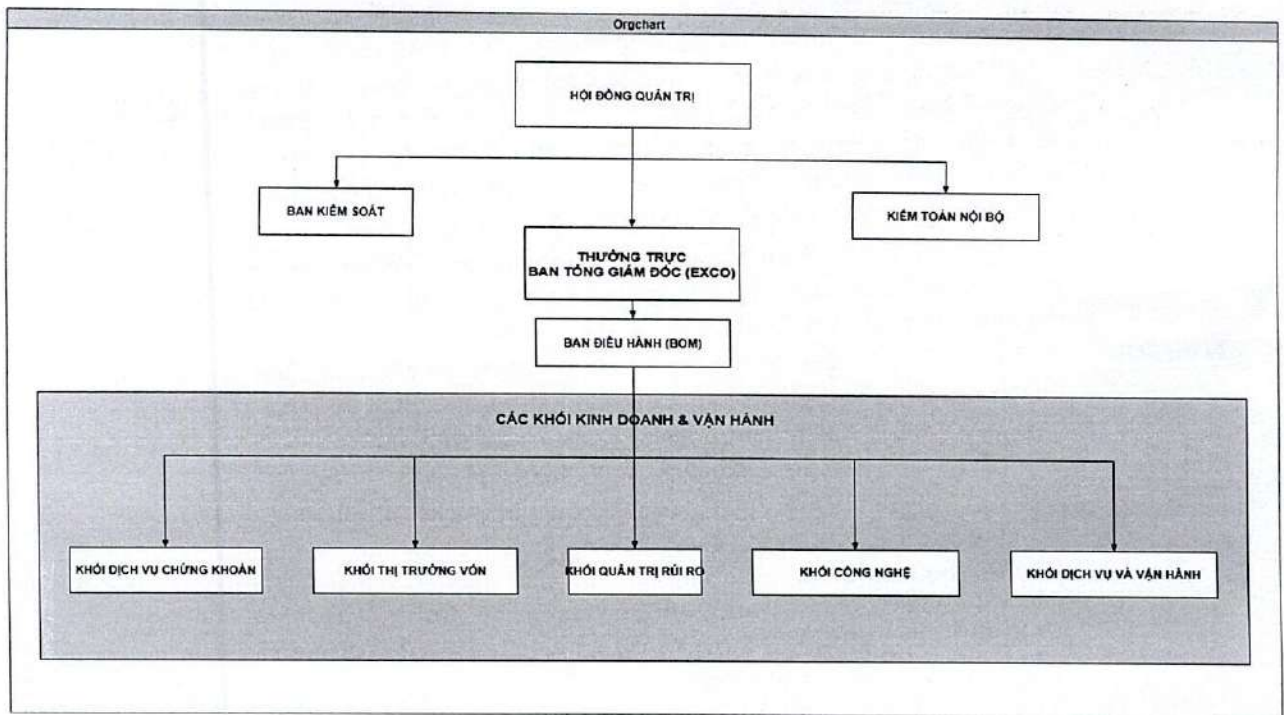 Orgchart
HỘI ĐỒNG QUẢN TRỊ
BAN KIỂM SOÁT
KIỂM TOÁN NỘI BỘ
THƯỜNG TRỰC
BAN TỔNG GIÁM ĐỐC (EXCO)
BAN ĐIỀU HÀNH (BOM)
CÁC KHỐI KINH DOANH & VẬN HÀNH
KHỐI DỊCH VỤ CHỨNG KHOÁN
KHỐI THỊ TRƯỜNG VỐN
KHỐI QUẢN TRỊ RỦI RO
KHỐI CÔNG NGHỆ
KHỐI DỊCH VỤ VÀ VẬN HÀNH